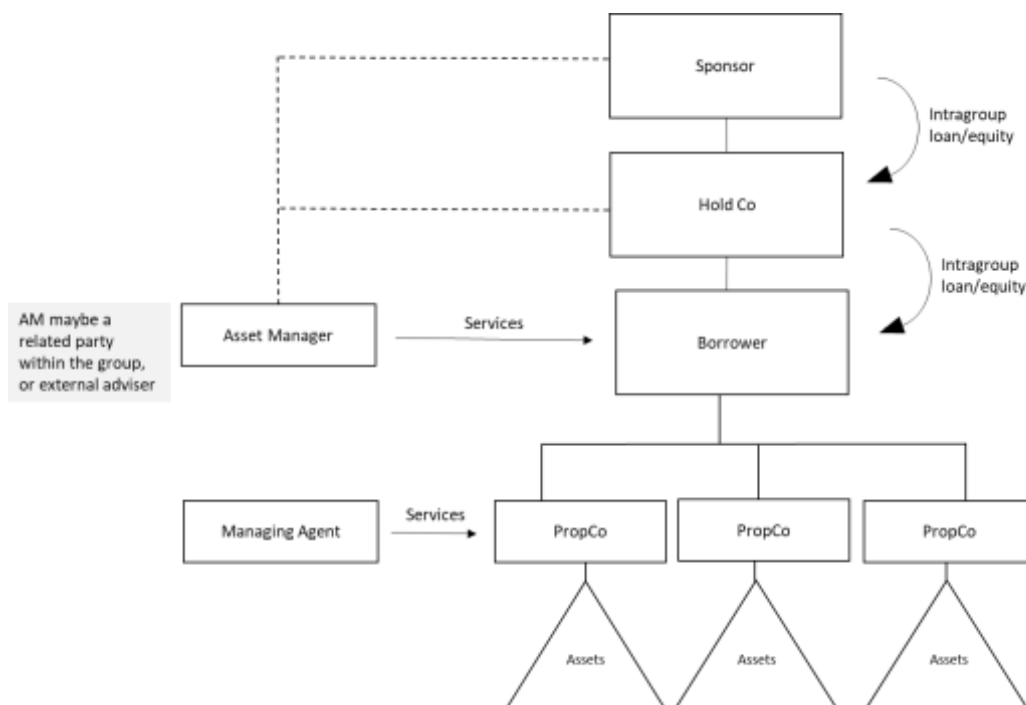 Sponsor
Intragroup
loan/equity
Hold Co
Intragroup
loan/equity
AM maybe a
related party
within the group,
or external adviser
Asset Manager
Services
Borrower
Managing Agent
Services
PropCo
PropCo
PropCo
Assets
Assets
Assets